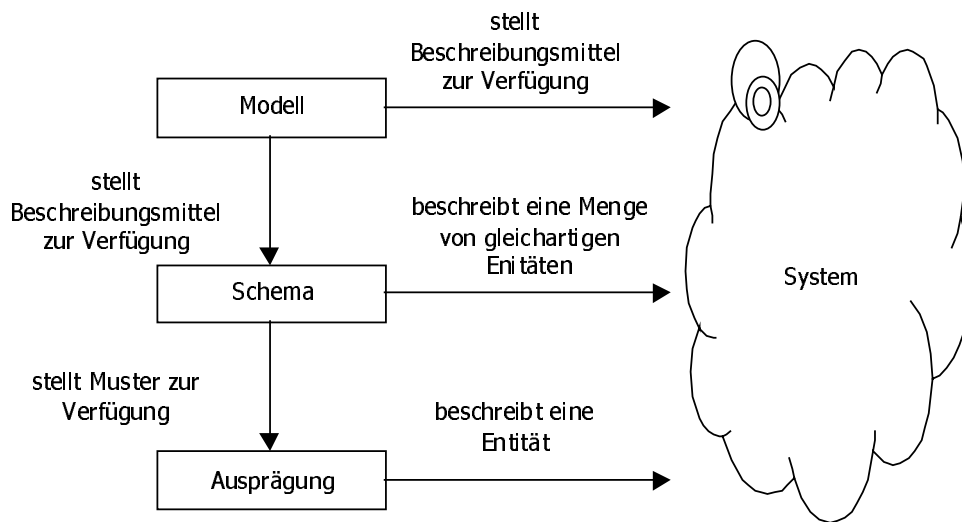 stellt
Beschreibungsmittel
zur Verfügung
Modell
stellt
Beschreibungsmittel
zur Verfügung
beschreibt eine Menge
von gleichartigen
Enitäten
Schema
System
stellt Muster zur
Verfügung
beschreibt eine
Entität
Ausprägung